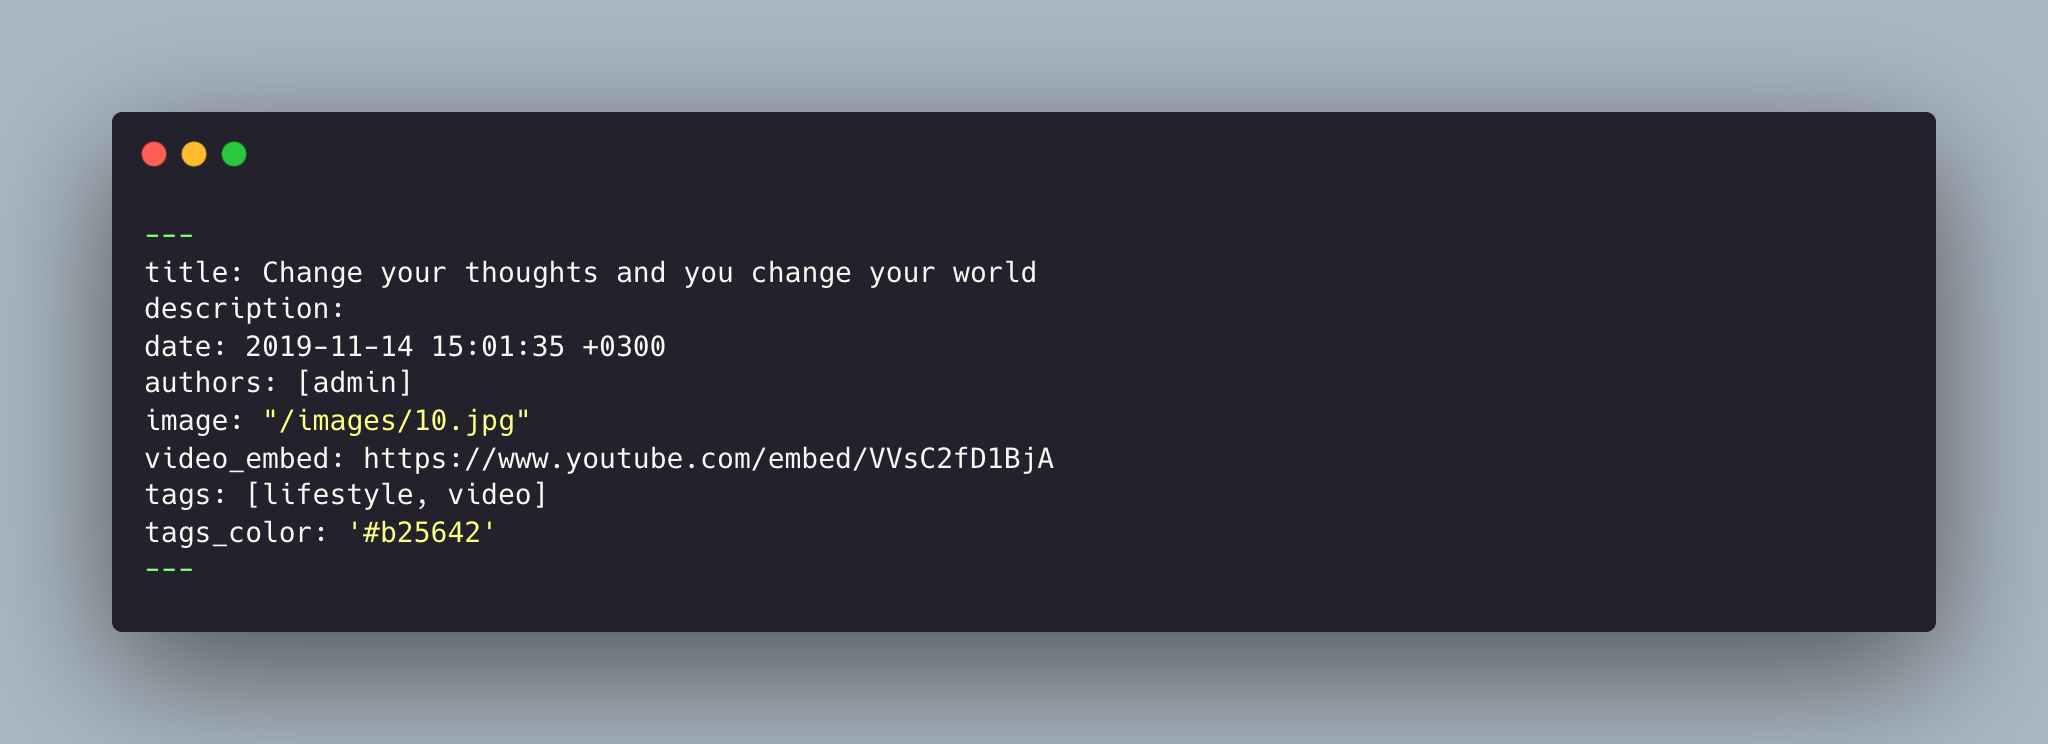 ---
title: Change your thoughts and you change your world
description:
date: 2019-11-14 15:01:35 +0300
authors: [admin]
image: "/images/10.jpg"
video_embed: https://www.youtube.com/embed/VVsC2fD1BjA
tags: [lifestyle, video]
tags_color: '#b25642'
---